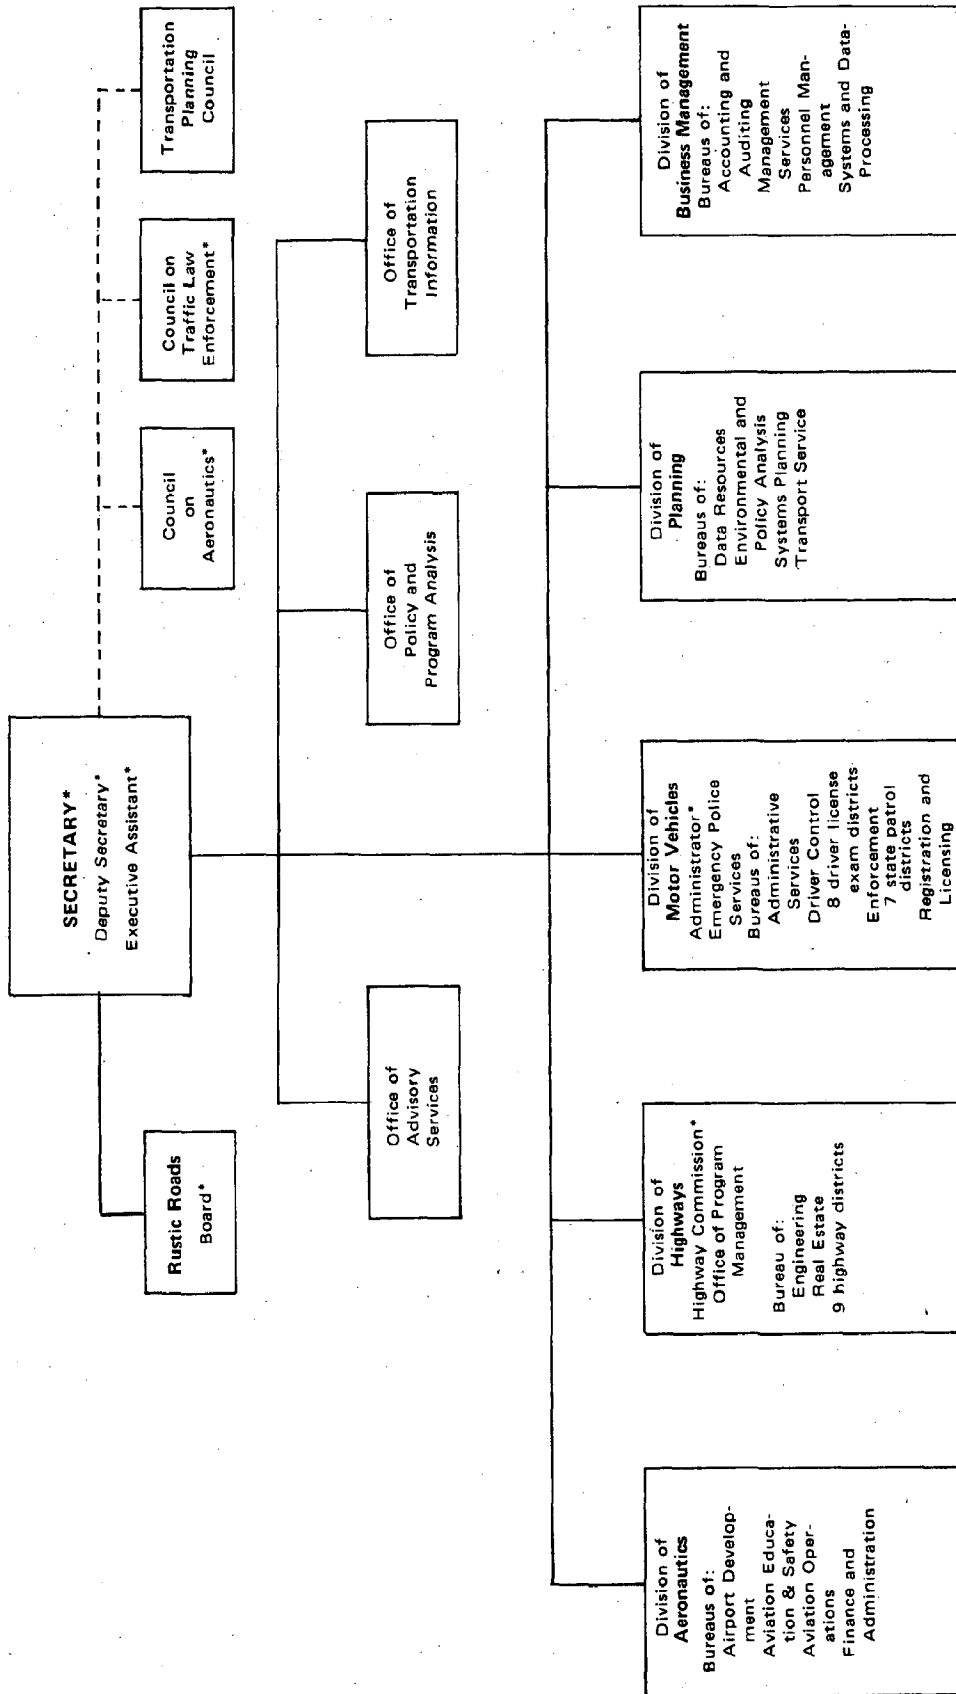 SECRETARY*
Deputy Secretary*
Executive Assistant*
Rustic Roads
Board*
Council
on
Aeronautics*
Council on
Traffic Law
Enforcement*
Transportation
Planning
Council
Office of
Advisory
Services
Office of
Policy and
Program Analysis
Office of
Transportation
Information
Division of
Aeronautics
Bureaus of:
Airport Develop-
ment
Aviation Educa-
tion & Safety
Aviation Oper-
ations
Finance and
Administration
Division of
Highways
Highway Commission*
Office of Program
Management
Bureau of:
Engineering
Real Estate
9 highway districts
Division of
Motor Vehicles
Administrator*
Emergency Police
Services
Bureaus of:
Administrative
Services
Driver Control
8 driver license
exam districts
Enforcement
7 state patrol
districts
Registration and
Licensing
Division of
Planning
Bureaus of:
Data Resources
Environmental and
Policy Analysis
Systems Planning
Transport Service
Division of
Business Management
Bureaus of:
Accounting and
Auditing
Management
Services
Personnel Man-
agement
Systems and Data-
Processing